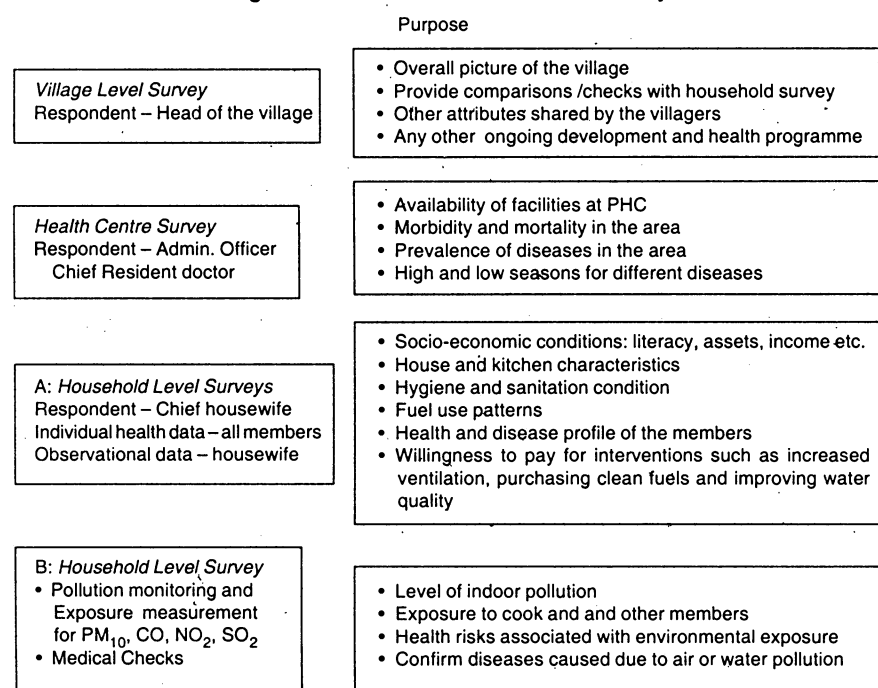 Purpose
Village Level Survey
Respondent – Head of the village
• Overall picture of the village
• Provide comparisons /checks with household survey
• Other attributes shared by the villagers
• Any other ongoing development and health programme
Health Centre Survey
Respondent – Admin. Officer
Chief Resident doctor
• Availability of facilities at PHC
• Morbidity and mortality in the area
• Prevalence of diseases in the area
• High and low seasons for different diseases
A: Household Level Surveys
Respondent – Chief housewife
Individual health data – all members
Observational data – housewife
• Socio-economic conditions: literacy, assets, income etc.
• House and kitchen characteristics
• Hygiene and sanitation condition
• Fuel use patterns
• Health and disease profile of the members
• Willingness to pay for interventions such as increased
ventilation, purchasing clean fuels and improving water
quality
B: Household Level Survey
• Pollution monitoring and
Exposure measurement
for PM₁₀, CO, NO₂, SO₂
• Medical Checks
• Level of indoor pollution
• Exposure to cook and and other members
• Health risks associated with environmental exposure
• Confirm diseases caused due to air or water pollution